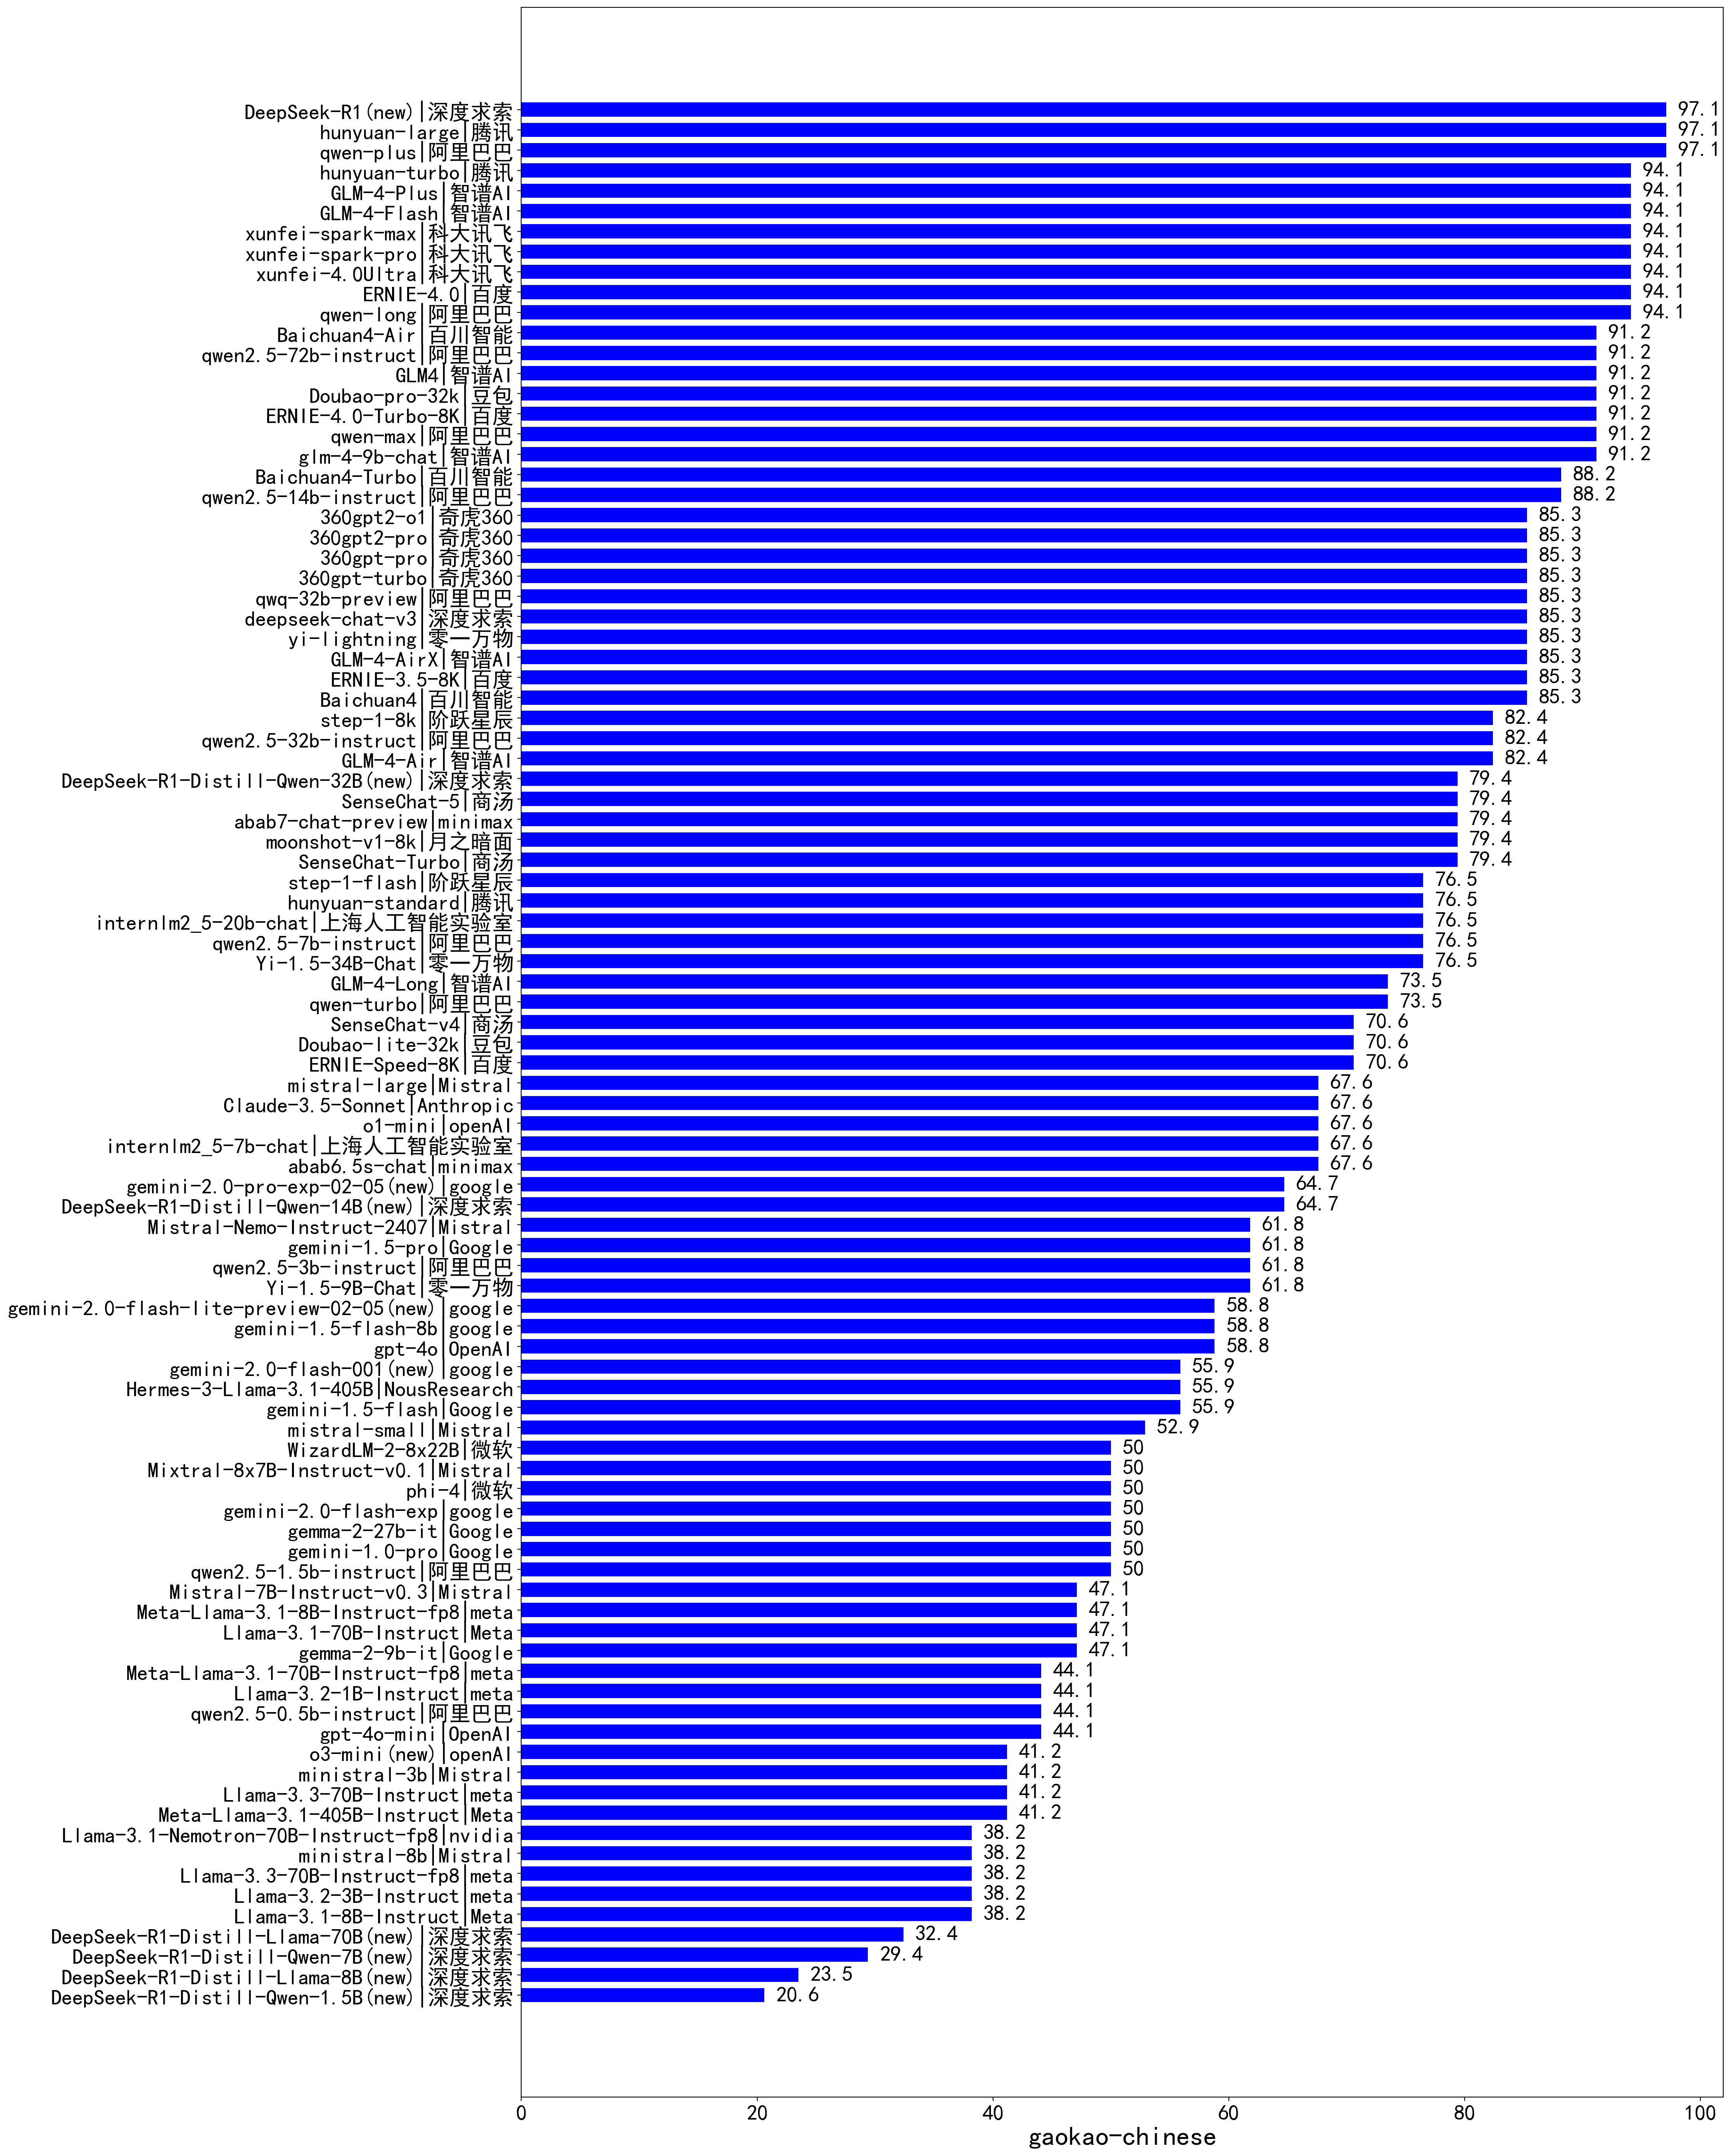 DeepSeek-R1(new)|深度求索 97.1
hunyuan-large|腾讯 97.1
qwen-plus|阿里巴巴 97.1
hunyuan-turbo|腾讯 94.1
GLM-4-Plus|智谱AI 94.1
GLM-4-Flash|智谱AI 94.1
xunfei-spark-max|科大讯飞 94.1
xunfei-spark-pro|科大讯飞 94.1
xunfei-4.0Ultra|科大讯飞 94.1
ERNIE-4.0|百度 94.1
qwen-long|阿里巴巴 94.1
Baichuan4-Air|百川智能 91.2
qwen2.5-72b-instruct|阿里巴巴 91.2
GLM4|智谱AI 91.2
Doubao-pro-32k|豆包 91.2
ERNIE-4.0-Turbo-8K|百度 91.2
qwen-max|阿里巴巴 91.2
glm-4-9b-chat|智谱AI 91.2
Baichuan4-Turbo|百川智能 88.2
qwen2.5-14b-instruct|阿里巴巴 88.2
360gpt2-o1|奇虎360 85.3
360gpt2-pro|奇虎360 85.3
360gpt-pro|奇虎360 85.3
360gpt-turbo|奇虎360 85.3
qwq-32b-preview|阿里巴巴 85.3
deepseek-chat-v3|深度求索 85.3
yi-lightning|零一万物 85.3
GLM-4-AirX|智谱AI 85.3
ERNIE-3.5-8K|百度 85.3
Baichuan4|百川智能 85.3
step-1-8k|阶跃星辰 82.4
qwen2.5-32b-instruct|阿里巴巴 82.4
GLM-4-Air|智谱AI 82.4
DeepSeek-R1-Distill-Qwen-32B(new)|深度求索 79.4
SenseChat-5|商汤 79.4
abab7-chat-preview|minimax 79.4
moonshot-v1-8k|月之暗面 79.4
SenseChat-Turbo|商汤 79.4
step-1-flash|阶跃星辰 76.5
hunyuan-standard|腾讯 76.5
internlm2_5-20b-chat|上海人工智能实验室 76.5
qwen2.5-7b-instruct|阿里巴巴 76.5
Yi-1.5-34B-Chat|零一万物 76.5
GLM-4-Long|智谱AI 73.5
qwen-turbo|阿里巴巴 73.5
SenseChat-v4|商汤 70.6
Doubao-lite-32k|豆包 70.6
ERNIE-Speed-8K|百度 70.6
mistral-large|Mistral 67.6
Claude-3.5-Sonnet|Anthropic 67.6
o1-mini|openAI 67.6
internlm2_5-7b-chat|上海人工智能实验室 67.6
abab6.5s-chat|minimax 67.6
gemini-2.0-pro-exp-02-05(new)|google 64.7
DeepSeek-R1-Distill-Qwen-14B(new)|深度求索 64.7
Mistral-Nemo-Instruct-2407|Mistral 61.8
gemini-1.5-pro|Google 61.8
qwen2.5-3b-instruct|阿里巴巴 61.8
Yi-1.5-9B-Chat|零一万物 61.8
gemini-2.0-flash-lite-preview-02-05(new)|google 58.8
gemini-1.5-flash-8b|google 58.8
gpt-4o|OpenAI 58.8
gemini-2.0-flash-001(new)|google 55.9
Hermes-3-Llama-3.1-405B|NousResearch 55.9
gemini-1.5-flash|Google 55.9
mistral-small|Mistral 52.9
WizardLM-2-8x22B|微软 50
Mixtral-8x7B-Instruct-v0.1|Mistral 50
phi-4|微软 50
gemini-2.0-flash-exp|google 50
gemma-2-27b-it|Google 50
gemini-1.0-pro|Google 50
qwen2.5-1.5b-instruct|阿里巴巴 50
Mistral-7B-Instruct-v0.3|Mistral 47.1
Meta-Llama-3.1-8B-Instruct-fp8|meta 47.1
Llama-3.1-70B-Instruct|Meta 47.1
gemma-2-9b-it|Google 47.1
Meta-Llama-3.1-70B-Instruct-fp8|meta 44.1
Llama-3.2-1B-Instruct|meta 44.1
qwen2.5-0.5b-instruct|阿里巴巴 44.1
gpt-4o-mini|OpenAI 44.1
o3-mini(new)|openAI 41.2
ministral-3b|Mistral 41.2
Llama-3.3-70B-Instruct|meta 41.2
Meta-Llama-3.1-405B-Instruct|Meta 41.2
Llama-3.1-Nemotron-70B-Instruct-fp8|nvidia 38.2
ministral-8b|Mistral 38.2
Llama-3.3-70B-Instruct-fp8|meta 38.2
Llama-3.2-3B-Instruct|meta 38.2
Llama-3.1-8B-Instruct|Meta 38.2
DeepSeek-R1-Distill-Llama-70B(new)|深度求索 32.4
DeepSeek-R1-Distill-Qwen-7B(new)|深度求索 29.4
DeepSeek-R1-Distill-Llama-8B(new)|深度求索 23.5
DeepSeek-R1-Distill-Qwen-1.5B(new)|深度求索 20.6
0 20 40 60 80 100
gaokao-chinese